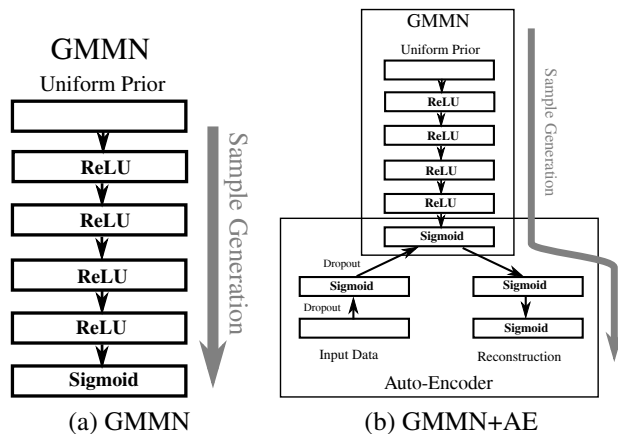 GMMN
Uniform Prior
ReLU
ReLU
ReLU
ReLU
Sigmoid
Sample Generation
(a) GMMN
GMMN
Uniform Prior
ReLU
ReLU
ReLU
ReLU
Sigmoid
Sample Generation
Dropout
Sigmoid
Sigmoid
Dropout
Sigmoid
Input Data
Reconstruction
Auto-Encoder
(b) GMMN+AE